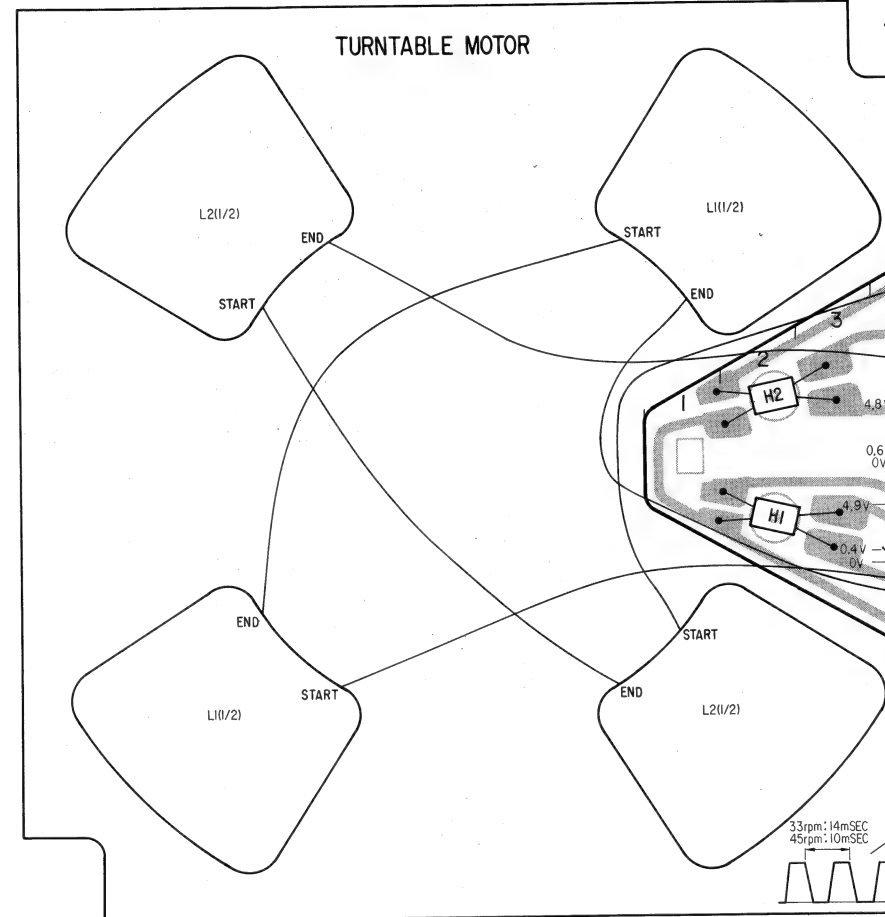 TURNTABLE MOTOR
L2(1/2)
END
START
L1(1/2)
START
END
3
2
1
H2
4.8
0.6
0V
4.9V
H1
0.4V
0V
END
START
L1(1/2)
START
END
L2(1/2)
33rpm:14mSEC
45rpm:10mSEC